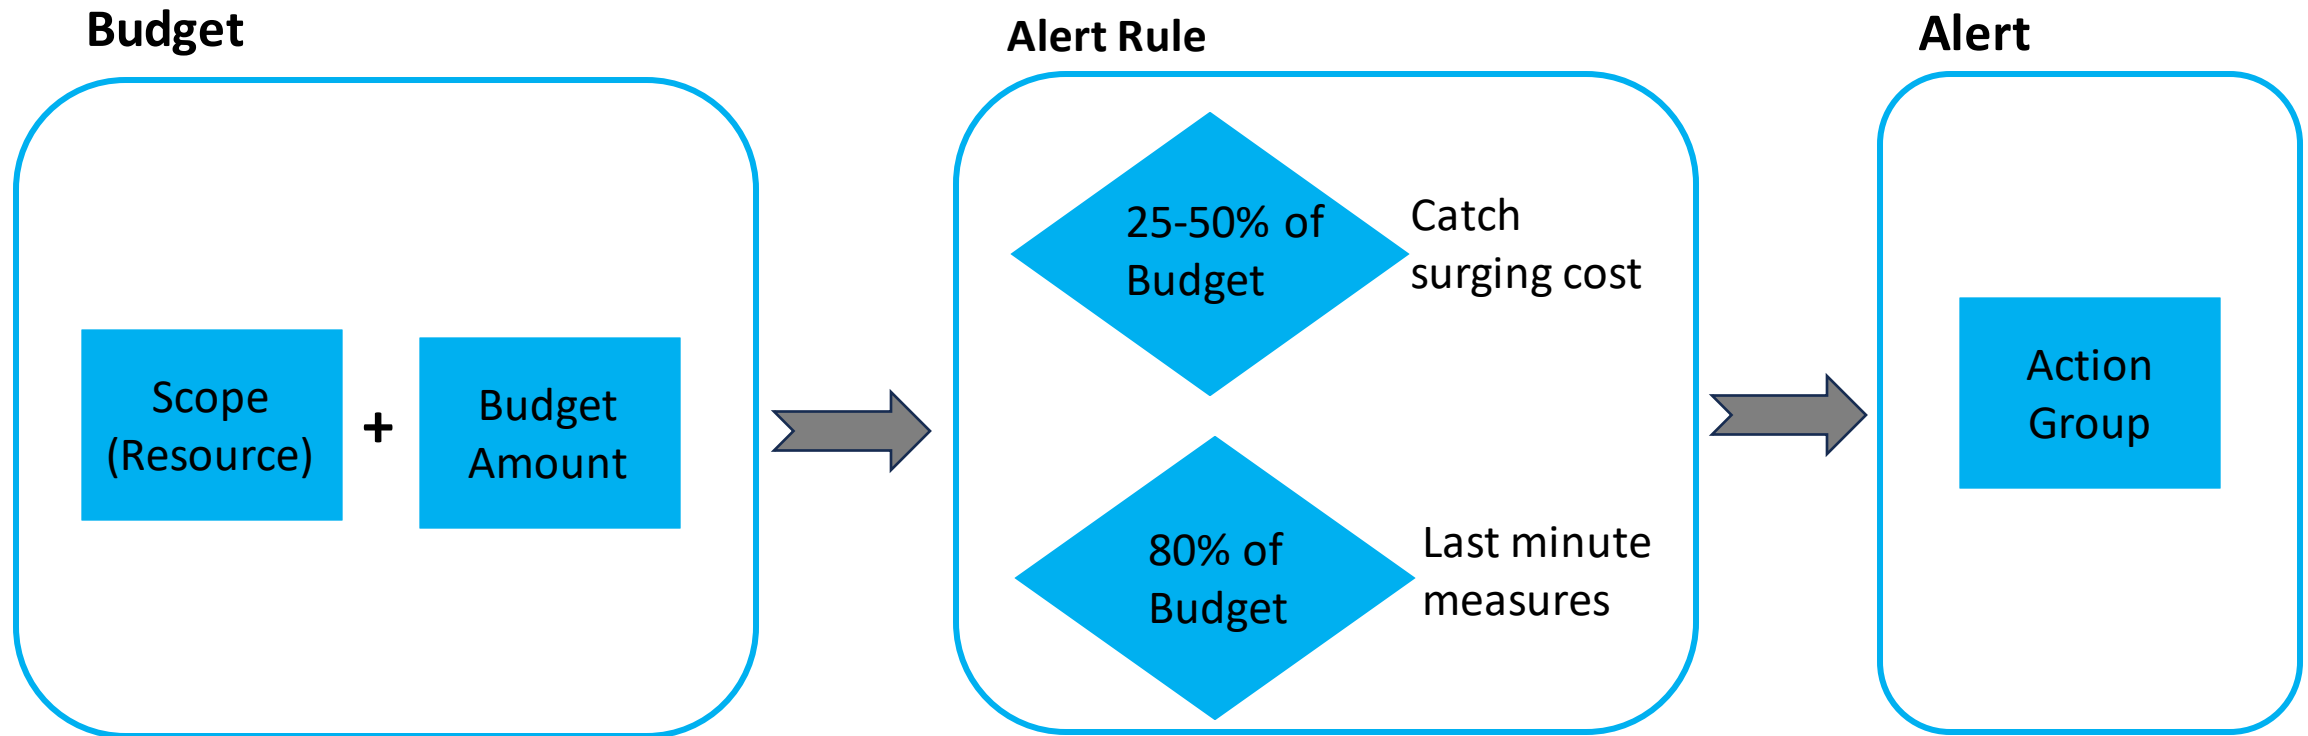 Budget
Scope
(Resource)
+
Budget
Amount
Alert Rule
25-50% of
Budget
Catch
surging cost
80% of
Budget
Last minute
measures
Alert
Action
Group